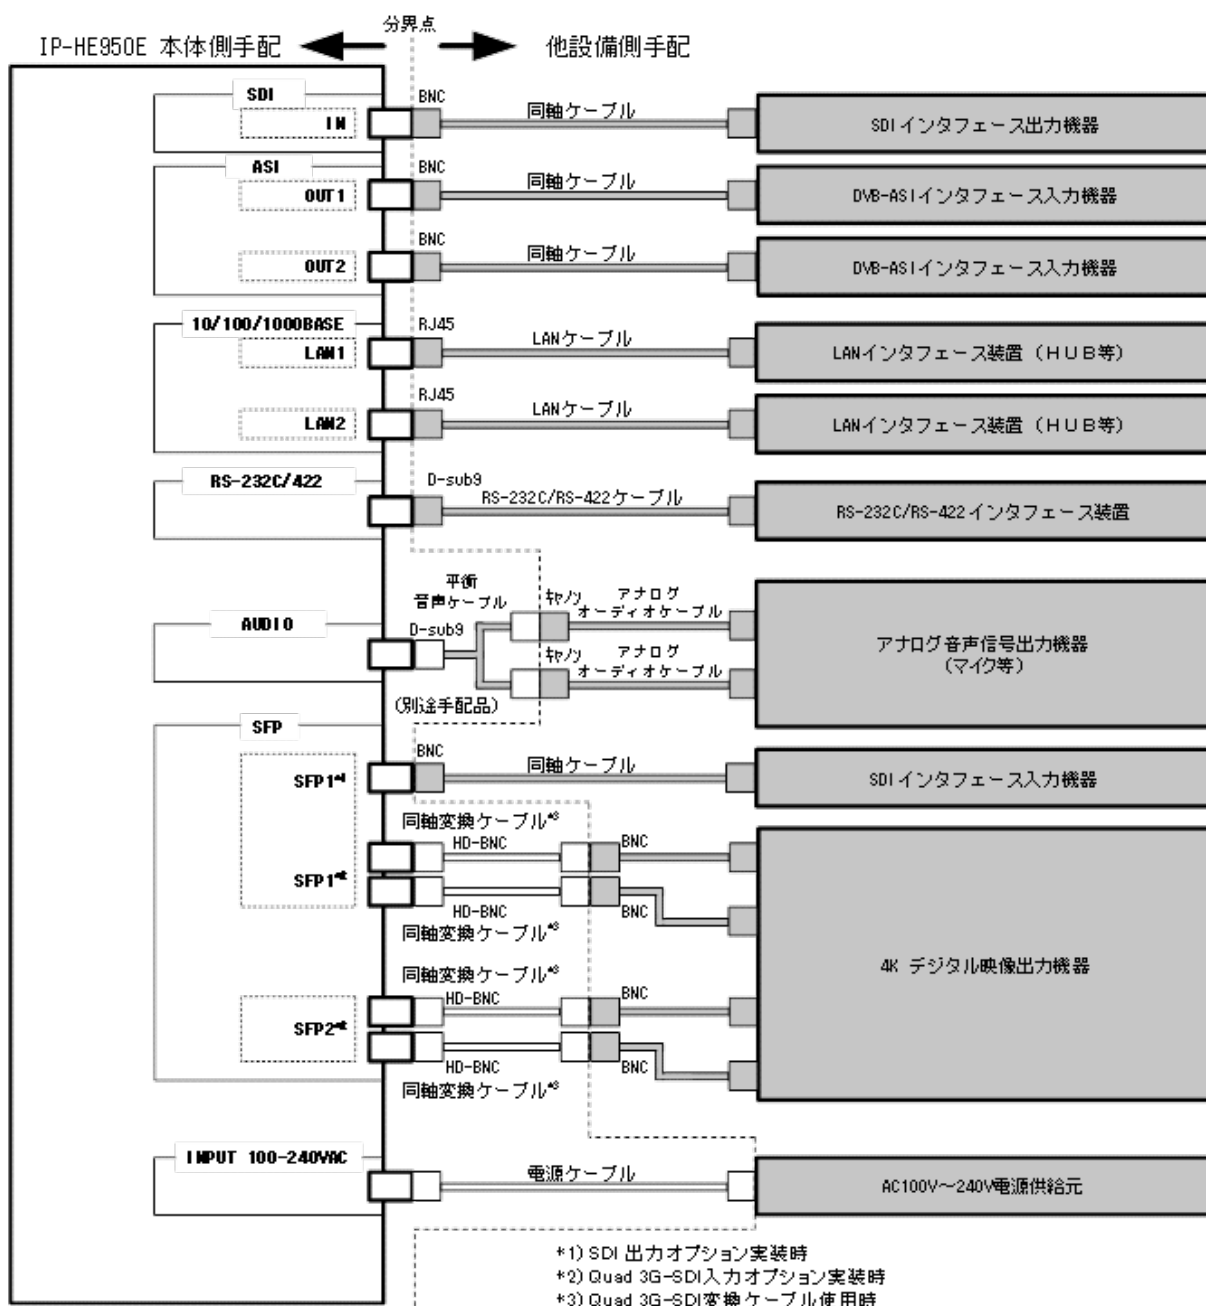 分界点
IP-HE950E 本体側手配
他設備側手配
SDI
BNC
同軸ケーブル
IN
SDIインタフェース出力機器
ASI
BNC
同軸ケーブル
OUT1
DVB-ASIインタフェース入力機器
BNC
同軸ケーブル
OUT2
DVB-ASIインタフェース入力機器
10/100/1000BASE
RJ45
LANケーブル
LAN1
LANインタフェース装置（HUB等）
RJ45
LANケーブル
LAN2
LANインタフェース装置（HUB等）
RS-232C/422
D-sub9
RS-232C/RS-422ケーブル
RS-232C/RS-422インタフェース装置
平衡
音声ケーブル
キャノン
アナログ
オーディオケーブル
AUDIO
D-sub9
アナログ音声信号出力機器
(マイク等)
キャノン
アナログ
オーディオケーブル
(別途手配品)
SFP
BNC
同軸ケーブル
SFP1*1
SDIインタフェース入力機器
同軸変換ケーブル*3
HD-BNC
BNC
SFP1*2
HD-BNC
BNC
同軸変換ケーブル*3
4K デジタル映像出力機器
同軸変換ケーブル*3
HD-BNC
BNC
SFP2*2
HD-BNC
BNC
同軸変換ケーブル*3
INPUT 100-240VAC
電源ケーブル
AC100V～240V電源供給元
*1) SDI 出力オプション実装時
*2) Quad 3G-SDI入力オプション実装時
*3) Quad 3G-SDI変換ケーブル使用時